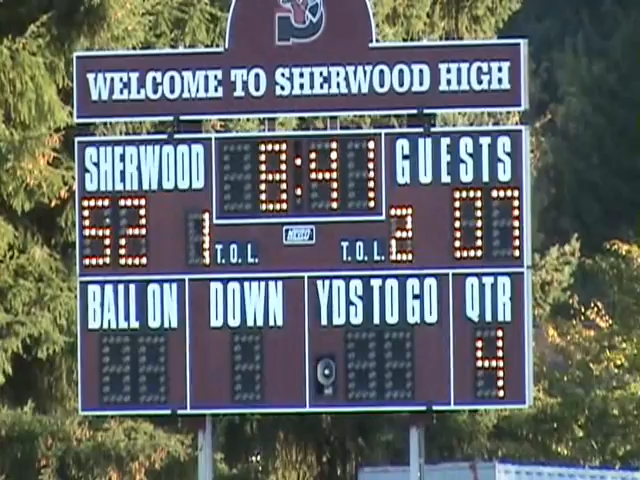 WELCOME TO SHERWOOD HIGH
SHERWOOD 8:41 GUESTS
52 1 T.O.L. T.O.L. 2 07
BALL ON DOWN YDS TO GO QTR
4